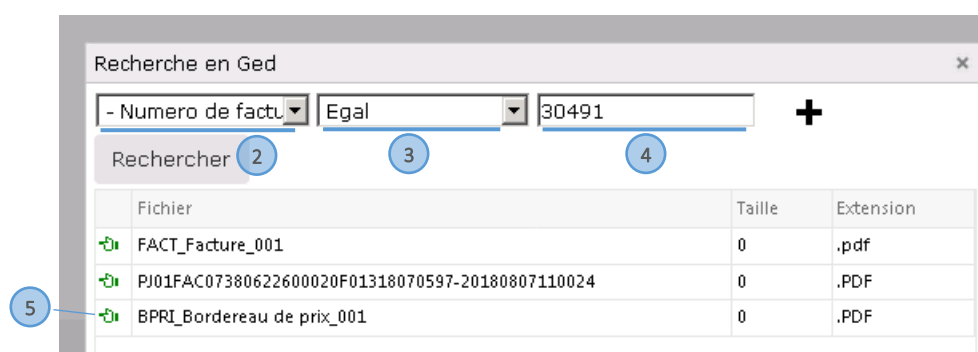 Recherche en Ged ×
- Numero de factu Egal 30491 +
Rechercher 2 3 4
Fichier Taille Extension
FACT_Facture_001 0 .pdf
PJ01FAC07380622600020F01318070597-20180807110024 0 .PDF
5 BPRI_Bordereau de prix_001 0 .PDF